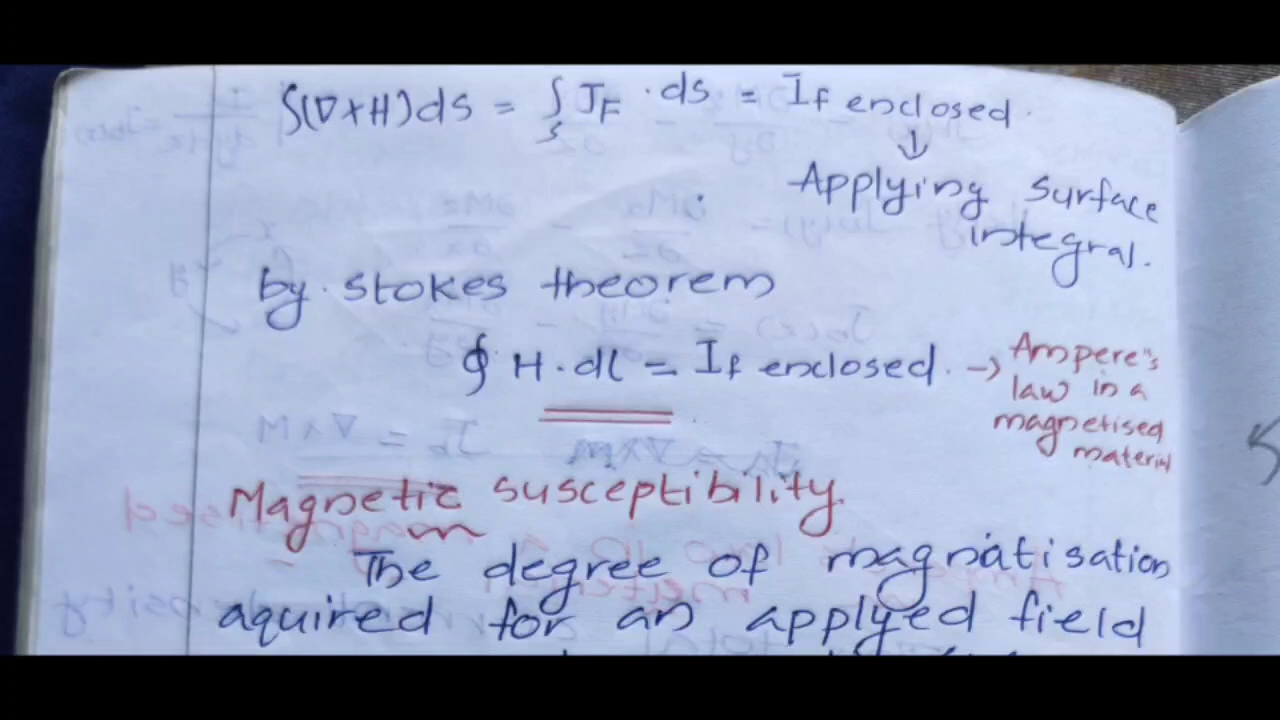 ∫(∇×H)ds = ∫s JF · ds = If enclosed.
↓
Applying surface
integral.
by stokes theorem
∮ H · dl = If enclosed. → Ampere's
law in a
magnetised
material
Magnetic susceptibility.
The degree of magnatisation
aquired for an applyed field